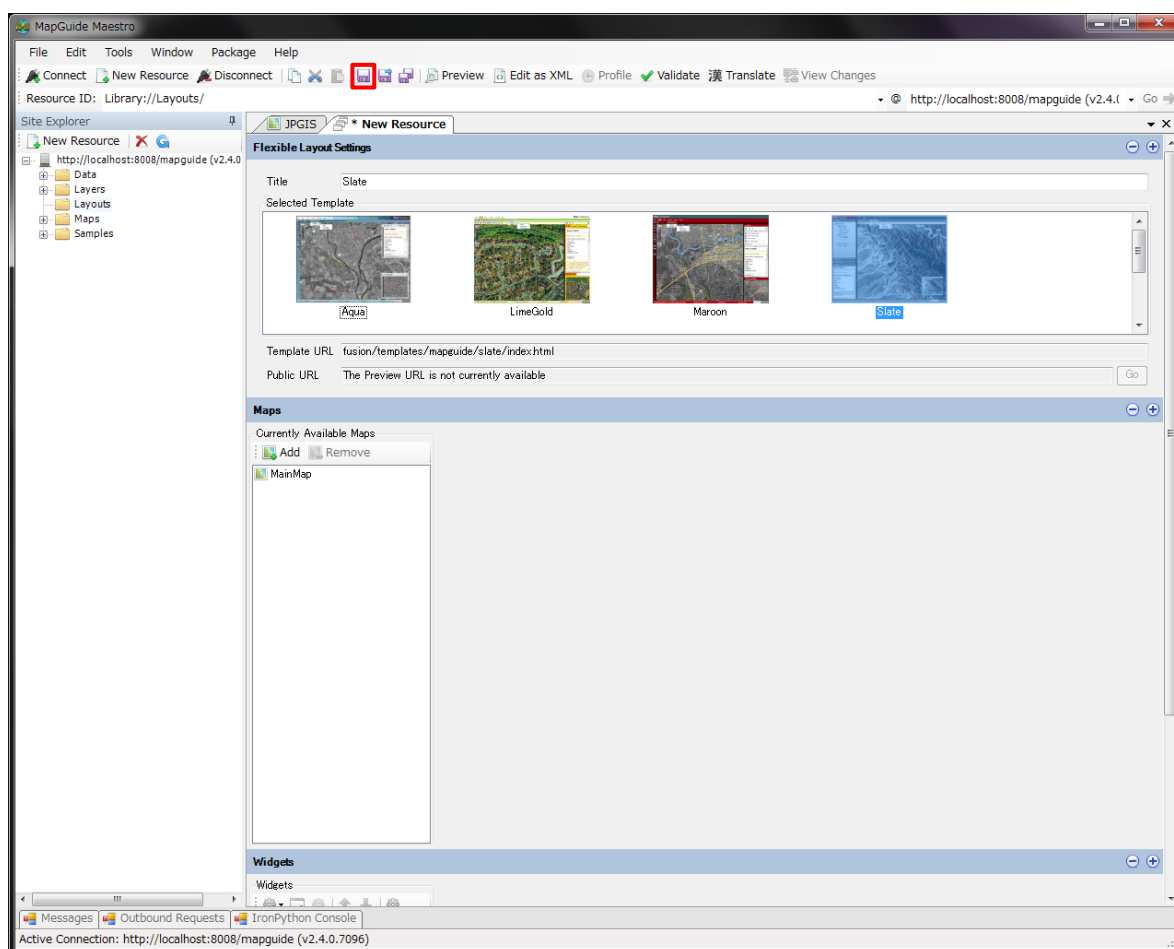 MapGuide Maestro
File Edit Tools Window Package Help
Connect New Resource Disconnect Preview Edit as XML Profile Validate 漢 Translate View Changes
Resource ID: Library://Layouts/ @ http://localhost:8008/mapguide (v2.4.( Go
Site Explorer
New Resource
http://localhost:8008/mapguide (v2.4.0
Data
Layers
Layouts
Maps
Samples
JPGIS * New Resource
Flexible Layout Settings
Title Slate
Selected Template
Aqua LimeGold Maroon Slate
Template URL fusion/templates/mapguide/slate/index.html
Public URL The Preview URL is not currently available Go
Maps
Currently Available Maps
Add Remove
MainMap
Widgets
Widgets
Messages Outbound Requests IronPython Console
Active Connection: http://localhost:8008/mapguide (v2.4.0.7096)